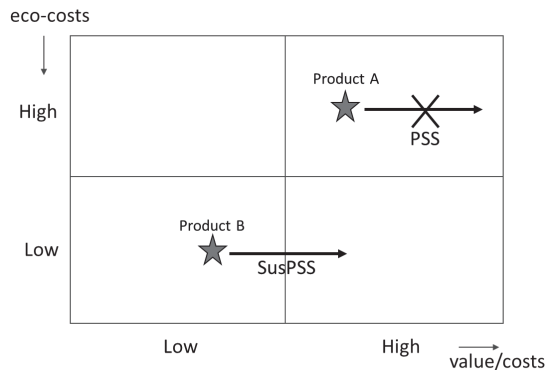 eco-costs
Product A
High
PSS
Product B
Low
SusPSS
Low
High
value/costs